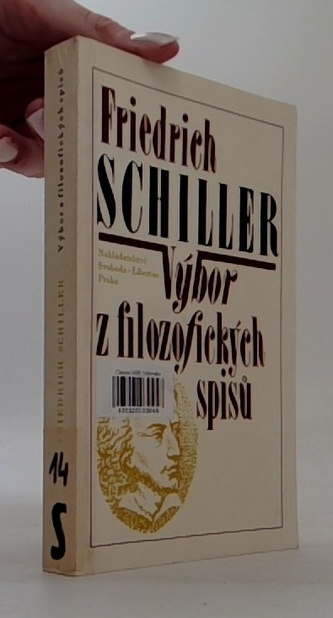 Friedrich
SCHILLER
Nakladatelství
Svoboda - Libertas
Praha
Výbor
z filozofických
spisů
FRIEDRICH SCHILLER
Výbor z filozofických spisů
14
S